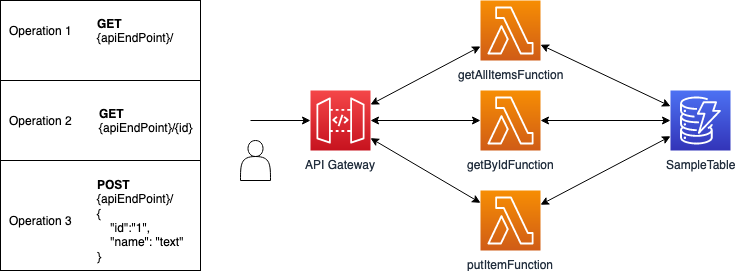 Operation 1
GET
{apiEndPoint}/
Operation 2
GET
{apiEndPoint}/{id}
Operation 3
POST
{apiEndPoint}/
{
"id":"1",
"name": "text"
}
API Gateway
getAllItemsFunction
getByIdFunction
putItemFunction
SampleTable